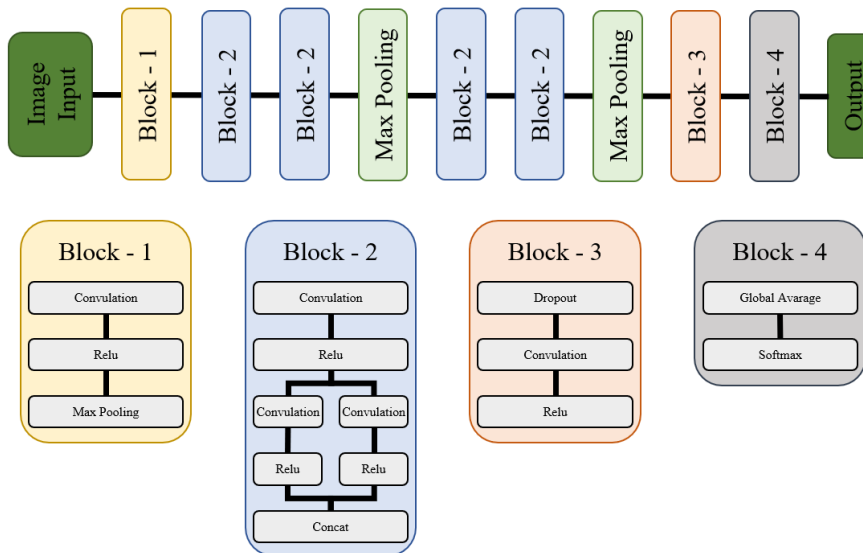 Image
Input
Block - 1
Block - 2
Block - 2
Max Pooling
Block - 2
Block - 2
Max Pooling
Block - 3
Block - 4
Output
Block - 1
Convulation
Relu
Max Pooling
Block - 2
Convulation
Relu
Convulation
Convulation
Relu
Relu
Concat
Block - 3
Dropout
Convulation
Relu
Block - 4
Global Avarage
Softmax